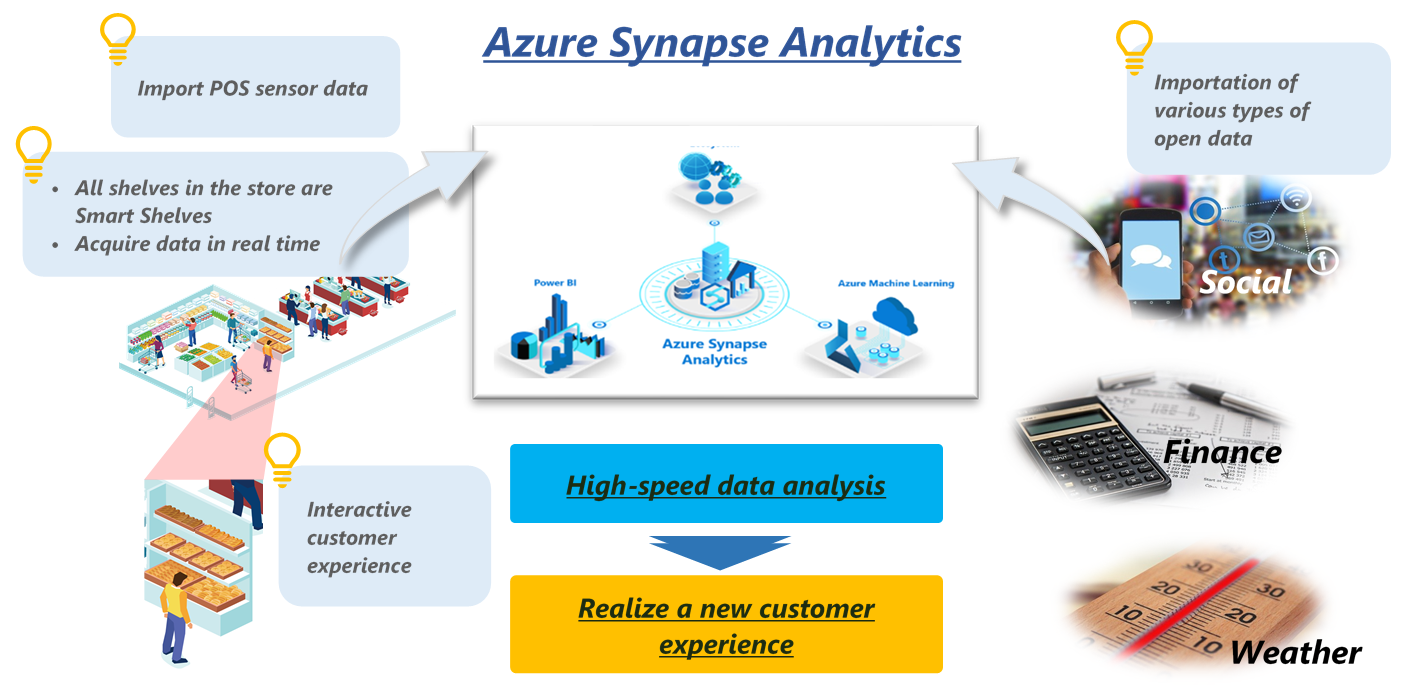 Azure Synapse Analytics
Import POS sensor data
• All shelves in the store are
Smart Shelves
• Acquire data in real time
Importation of
various types of
open data
Power BI
Azure Machine Learning
Azure Synapse
Analytics
Social
Finance
High-speed data analysis
Interactive
customer
experience
Realize a new customer
experience
30
20
10
0
30
20
10
Weather